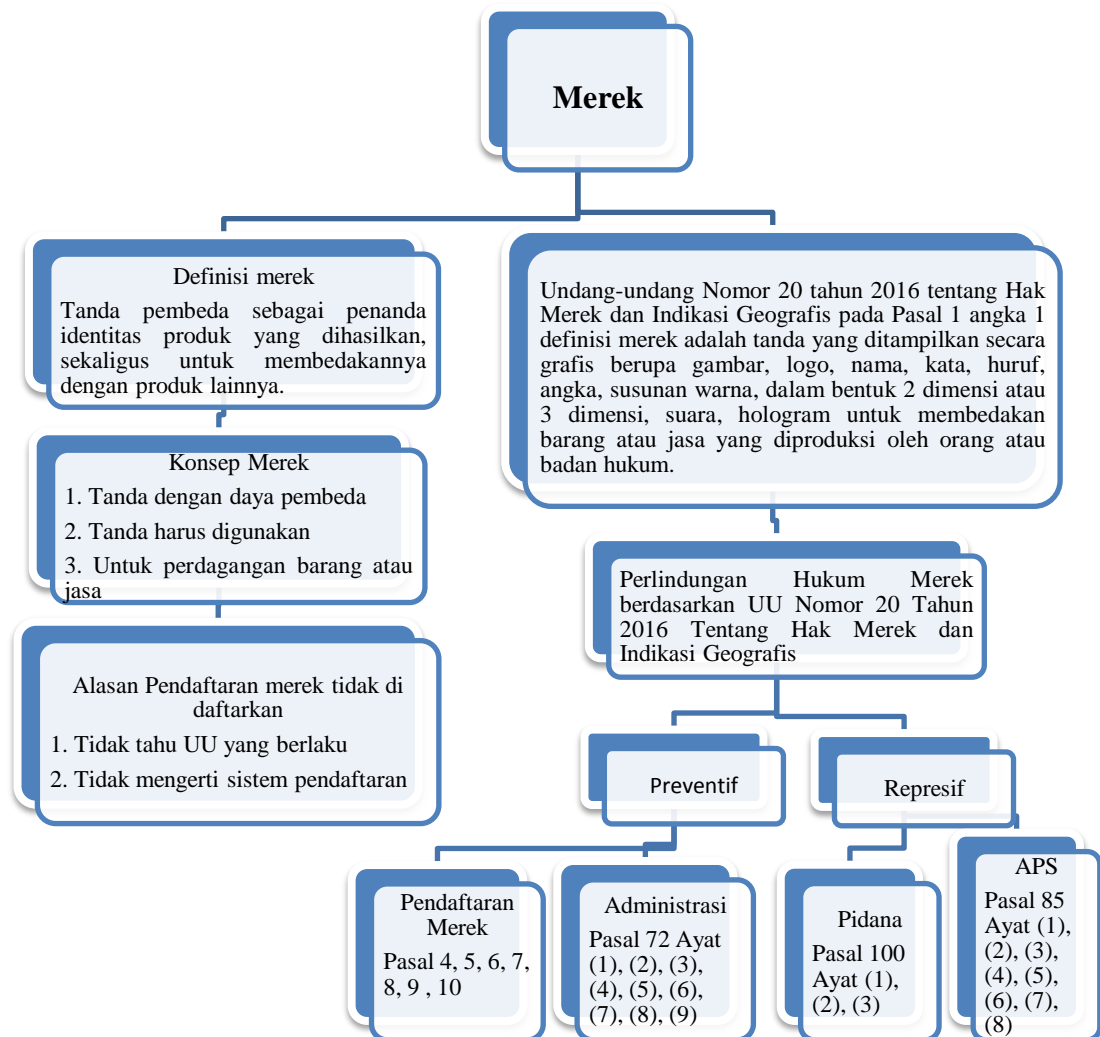 Merek
Definisi merek
Tanda pembeda sebagai penanda
identitas produk yang dihasilkan,
sekaligus untuk membedakannya
dengan produk lainnya.
Konsep Merek
1. Tanda dengan daya pembeda
2. Tanda harus digunakan
3. Untuk perdagangan barang atau
jasa
Alasan Pendaftaran merek tidak di
daftarkan
1. Tidak tahu UU yang berlaku
2. Tidak mengerti sistem pendaftaran
Undang-undang Nomor 20 tahun 2016 tentang Hak
Merek dan Indikasi Geografis pada Pasal 1 angka 1
definisi merek adalah tanda yang ditampilkan secara
grafis berupa gambar, logo, nama, kata, huruf,
angka, susunan warna, dalam bentuk 2 dimensi atau
3 dimensi, suara, hologram untuk membedakan
barang atau jasa yang diproduksi oleh orang atau
badan hukum.
Perlindungan Hukum Merek
berdasarkan UU Nomor 20 Tahun
2016 Tentang Hak Merek dan
Indikasi Geografis
Preventif
Represif
Pendaftaran
Merek
Pasal 4, 5, 6, 7,
8, 9 , 10
Administrasi
Pasal 72 Ayat
(1), (2), (3),
(4), (5), (6),
(7), (8), (9)
Pidana
Pasal 100
Ayat (1),
(2), (3)
APS
Pasal 85
Ayat (1),
(2), (3),
(4), (5),
(6), (7),
(8)